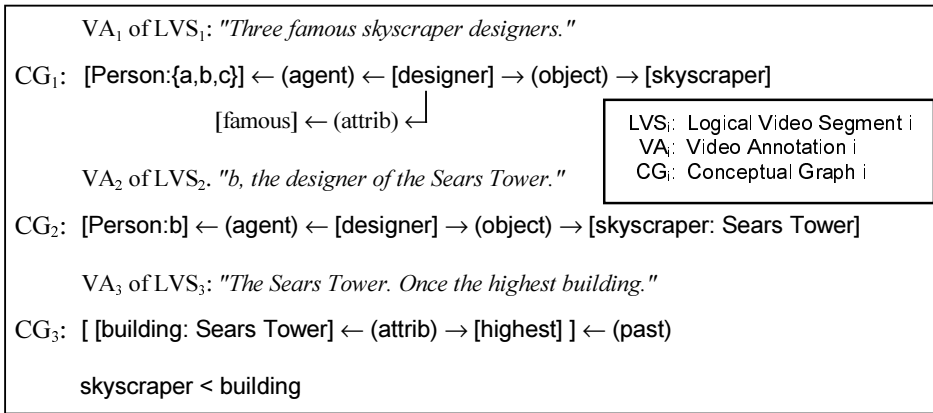 VA₁ of LVS₁: "Three famous skyscraper designers."
CG₁: [Person:{a,b,c}] ← (agent) ← [designer] → (object) → [skyscraper]
[famous] ← (attrib) ←
LVSᵢ: Logical Video Segment i
VAᵢ: Video Annotation i
CGᵢ: Conceptual Graph i
VA₂ of LVS₂. "b, the designer of the Sears Tower."
CG₂: [Person:b] ← (agent) ← [designer] → (object) → [skyscraper: Sears Tower]
VA₃ of LVS₃: "The Sears Tower. Once the highest building."
CG₃: [ [building: Sears Tower] ← (attrib) → [highest] ] ← (past)
skyscraper < building